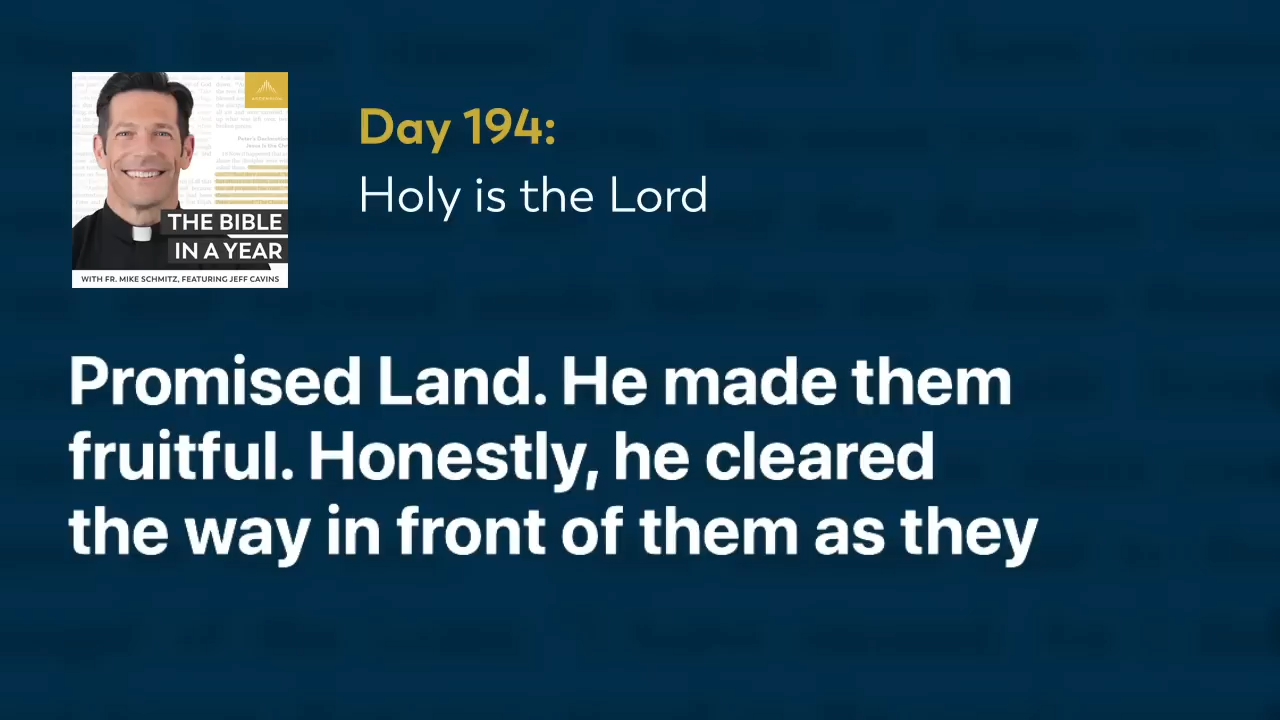 Day 194:
Holy is the Lord
THE BIBLE
IN A YEAR
WITH FR. MIKE SCHMITZ, FEATURING JEFF CAVINS
Promised Land. He made them
fruitful. Honestly, he cleared
the way in front of them as they